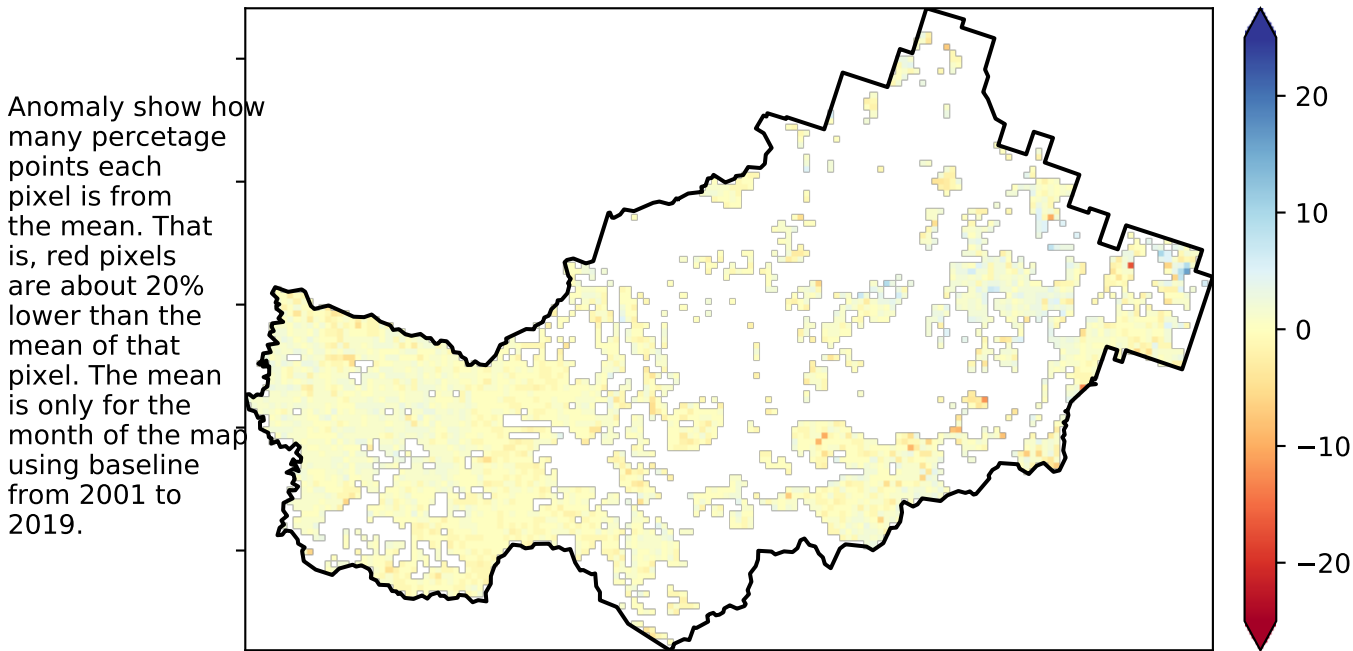 Anomaly show how
many percetage
points each
pixel is from
the mean. That
is, red pixels
are about 20%
lower than the
mean of that
pixel. The mean
is only for the
month of the map
using baseline
from 2001 to
2019.
20
10
0
−10
−20